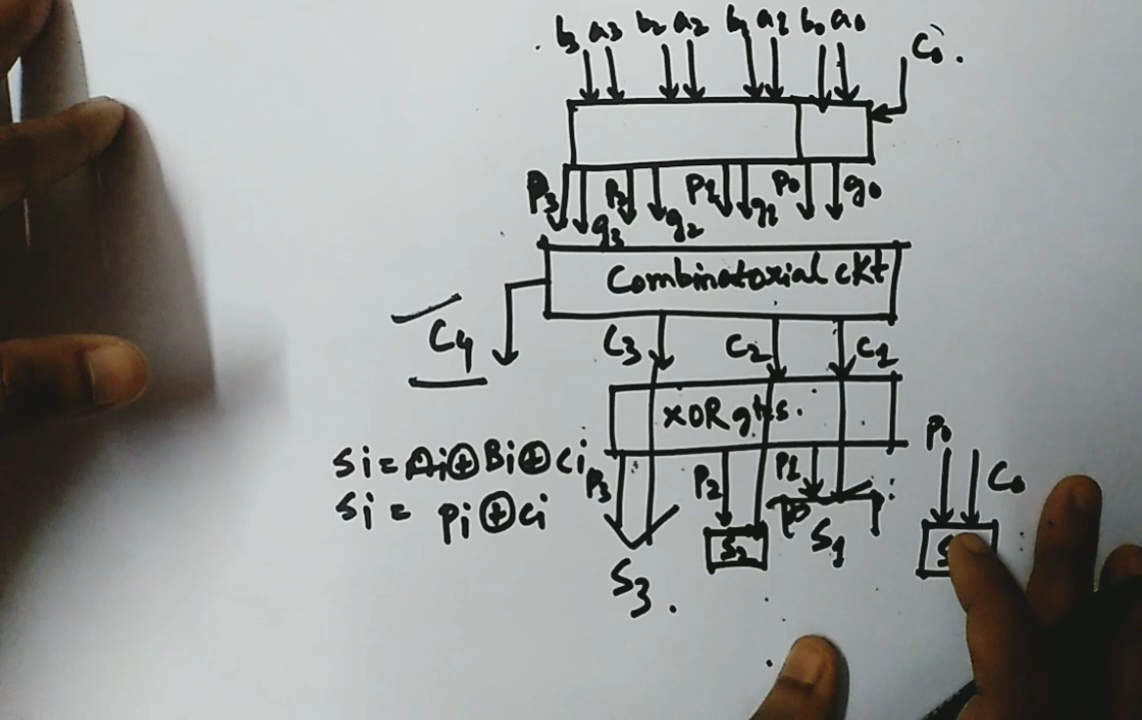 b3 a3 b2 a2 b1 a1 b0 a0 C0.
P3 g3 P2 g2 P1 g1 P0 g0
Combinatorial cKt
C4 C3 C2 C1
XOR gtes.
Si = Ai⊕Bi⊕Ci
Si = Pi⊕Ci
P3 P2 P1 P0 C0
S3. S2 S1